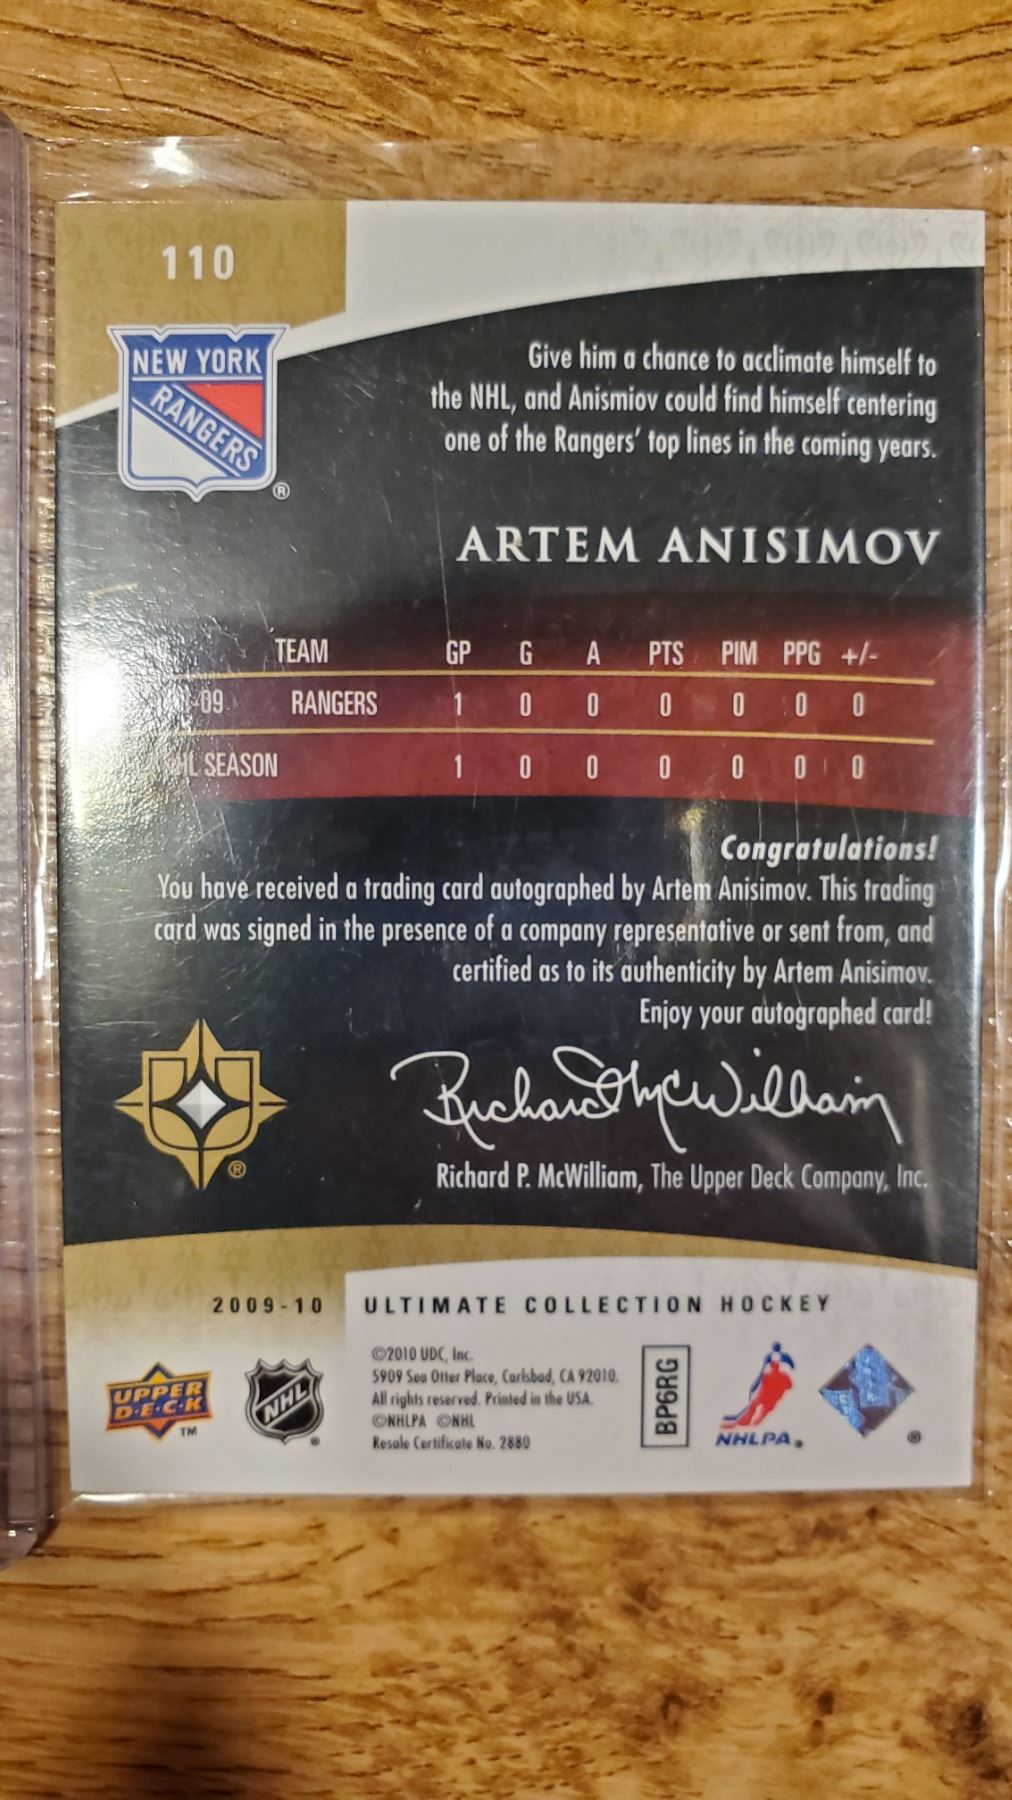 110
NEW YORK
RANGERS
®
Give him a chance to acclimate himself to
the NHL, and Anismiov could find himself centering
one of the Rangers' top lines in the coming years.
ARTEM ANISIMOV
TEAM GP G A PTS PIM PPG +/-
-09 RANGERS 1 0 0 0 0 0 0
SEASON 1 0 0 0 0 0 0
Congratulations!
You have received a trading card autographed by Artem Anisimov. This trading
card was signed in the presence of a company representative or sent from, and
certified as to its authenticity by Artem Anisimov.
Enjoy your autographed card!
Richard McWilliam
®
Richard P. McWilliam, The Upper Deck Company, Inc.
2009-10 ULTIMATE COLLECTION HOCKEY
UPPER
D·E·C·K
TM
NHL
®
©2010 UDC, Inc.
5909 Sea Otter Place, Carlsbad, CA 92010.
All rights reserved. Printed in the USA.
©NHLPA ©NHL
Resale Certificate No. 2880
BP6RG
NHLPA®
®